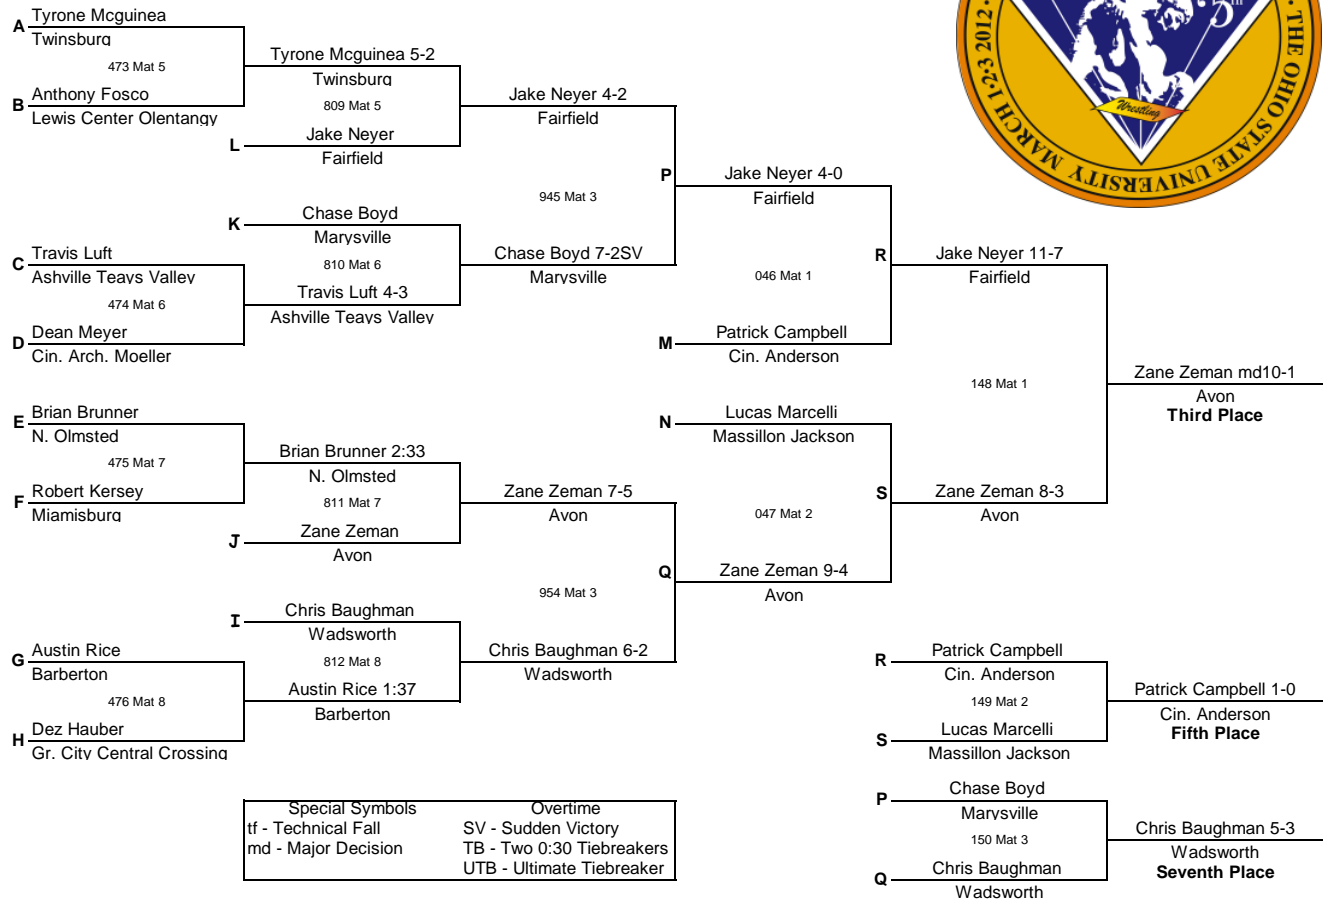 A Tyrone Mcguinea
Twinsburg
473 Mat 5
B Anthony Fosco
Lewis Center Olentangy
Tyrone Mcguinea 5-2
Twinsburg
809 Mat 5
L Jake Neyer
Fairfield
Jake Neyer 4-2
Fairfield
K Chase Boyd
Marysville
810 Mat 6
C Travis Luft
Ashville Teays Valley
474 Mat 6
D Dean Meyer
Cin. Arch. Moeller
Travis Luft 4-3
Ashville Teays Valley
945 Mat 3
Chase Boyd 7-2SV
Marysville
P Jake Neyer 4-0
Fairfield
046 Mat 1
M Patrick Campbell
Cin. Anderson
R Jake Neyer 11-7
Fairfield
148 Mat 1
Zane Zeman md10-1
Avon
Third Place
E Brian Brunner
N. Olmsted
475 Mat 7
F Robert Kersey
Miamisburg
Brian Brunner 2:33
N. Olmsted
811 Mat 7
J Zane Zeman
Avon
Zane Zeman 7-5
Avon
954 Mat 3
N Lucas Marcelli
Massillon Jackson
047 Mat 2
S Zane Zeman 8-3
Avon
Q Zane Zeman 9-4
Avon
I Chris Baughman
Wadsworth
812 Mat 8
G Austin Rice
Barberton
476 Mat 8
H Dez Hauber
Gr. City Central Crossing
Austin Rice 1:37
Barberton
Chris Baughman 6-2
Wadsworth
R Patrick Campbell
Cin. Anderson
149 Mat 2
S Lucas Marcelli
Massillon Jackson
Patrick Campbell 1-0
Cin. Anderson
Fifth Place
P Chase Boyd
Marysville
150 Mat 3
Q Chris Baughman
Wadsworth
Chris Baughman 5-3
Wadsworth
Seventh Place
Special Symbols
tf - Technical Fall
md - Major Decision
Overtime
SV - Sudden Victory
TB - Two 0:30 Tiebreakers
UTB - Ultimate Tiebreaker
MARCH 1·2·3 2012 · THE OHIO STATE UNIVERSITY
Wrestling